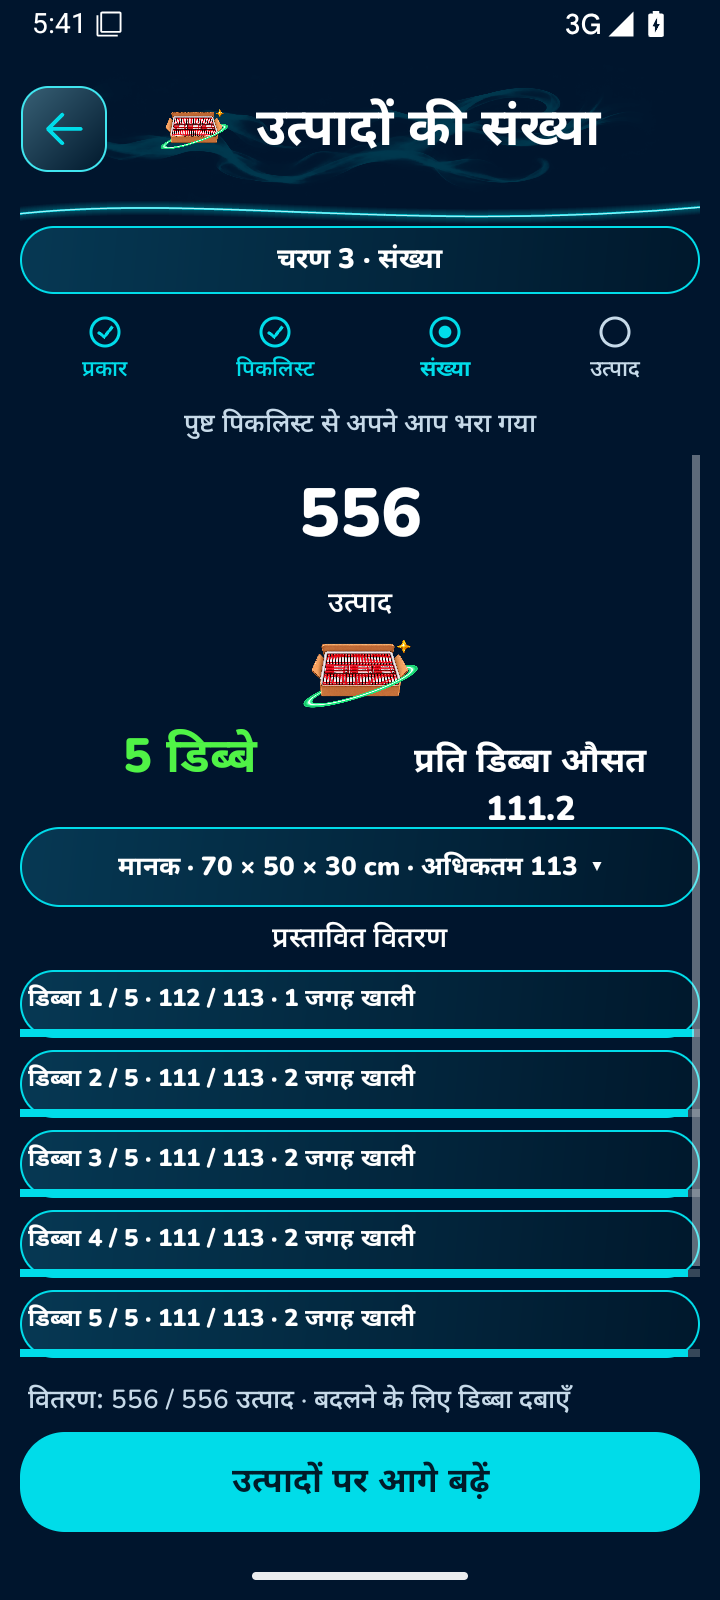 5:41
3G
उत्पादों की संख्या
चरण 3 · संख्या
प्रकार
पिकलिस्ट
संख्या
उत्पाद
पुष्ट पिकलिस्ट से अपने आप भरा गया
556
उत्पाद
5 डिब्बे
प्रति डिब्बा औसत
111.2
मानक · 70 × 50 × 30 cm · अधिकतम 113 ▼
प्रस्तावित वितरण
डिब्बा 1 / 5 · 112 / 113 · 1 जगह खाली
डिब्बा 2 / 5 · 111 / 113 · 2 जगह खाली
डिब्बा 3 / 5 · 111 / 113 · 2 जगह खाली
डिब्बा 4 / 5 · 111 / 113 · 2 जगह खाली
डिब्बा 5 / 5 · 111 / 113 · 2 जगह खाली
वितरण: 556 / 556 उत्पाद · बदलने के लिए डिब्बा दबाएँ
उत्पादों पर आगे बढ़ें